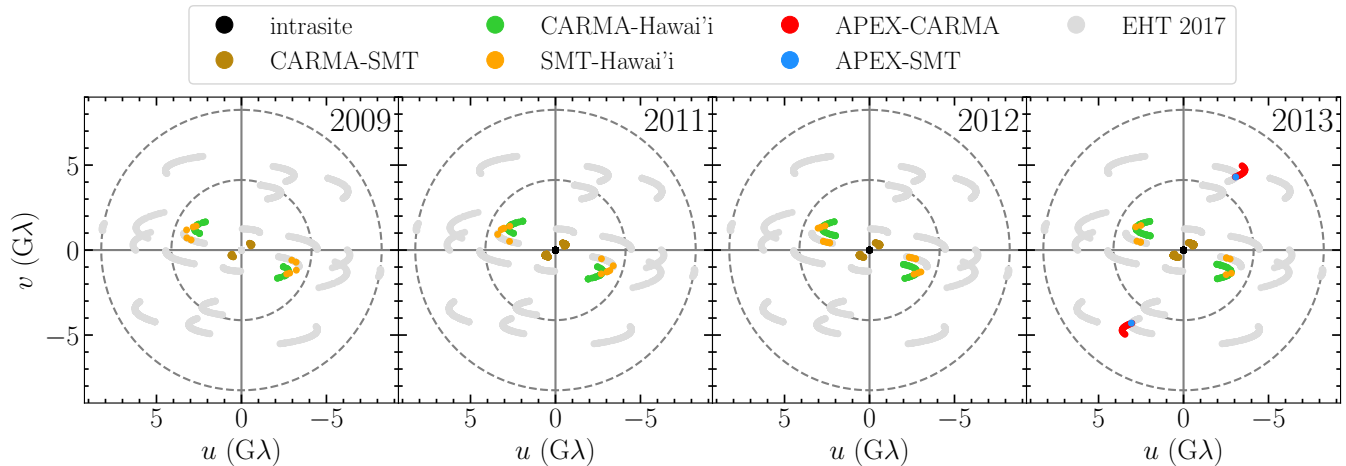 intrasite CARMA-Hawai'i APEX-CARMA EHT 2017
CARMA-SMT SMT-Hawai'i APEX-SMT
2009 2011 2012 2013
5
0
−5
v (Gλ)
5 0 −5 5 0 −5 5 0 −5 5 0 −5
u (Gλ) u (Gλ) u (Gλ) u (Gλ)